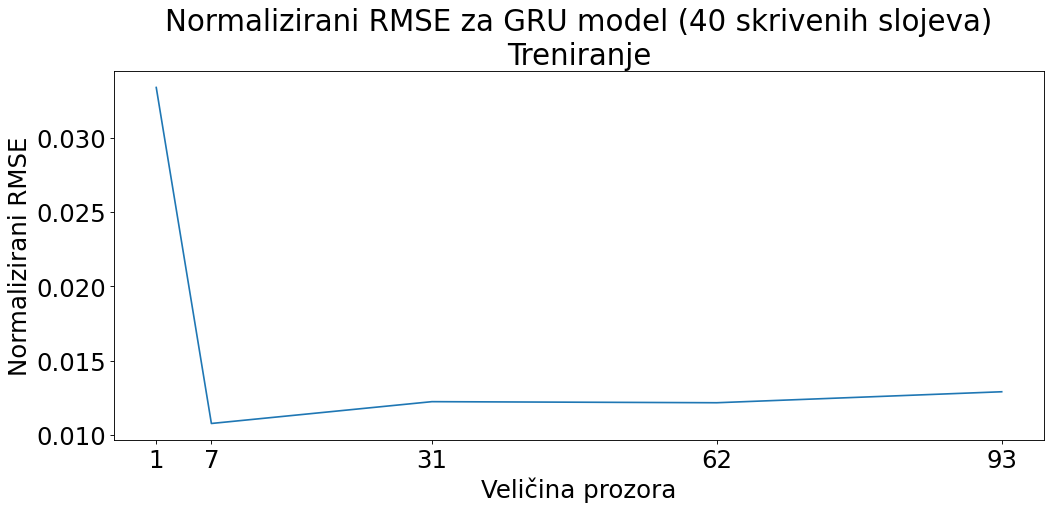 Normalizirani RMSE za GRU model (40 skrivenih slojeva)
Treniranje
Normalizirani RMSE
0.030
0.025
0.020
0.015
0.010
1 7 31 62 93
Veličina prozora